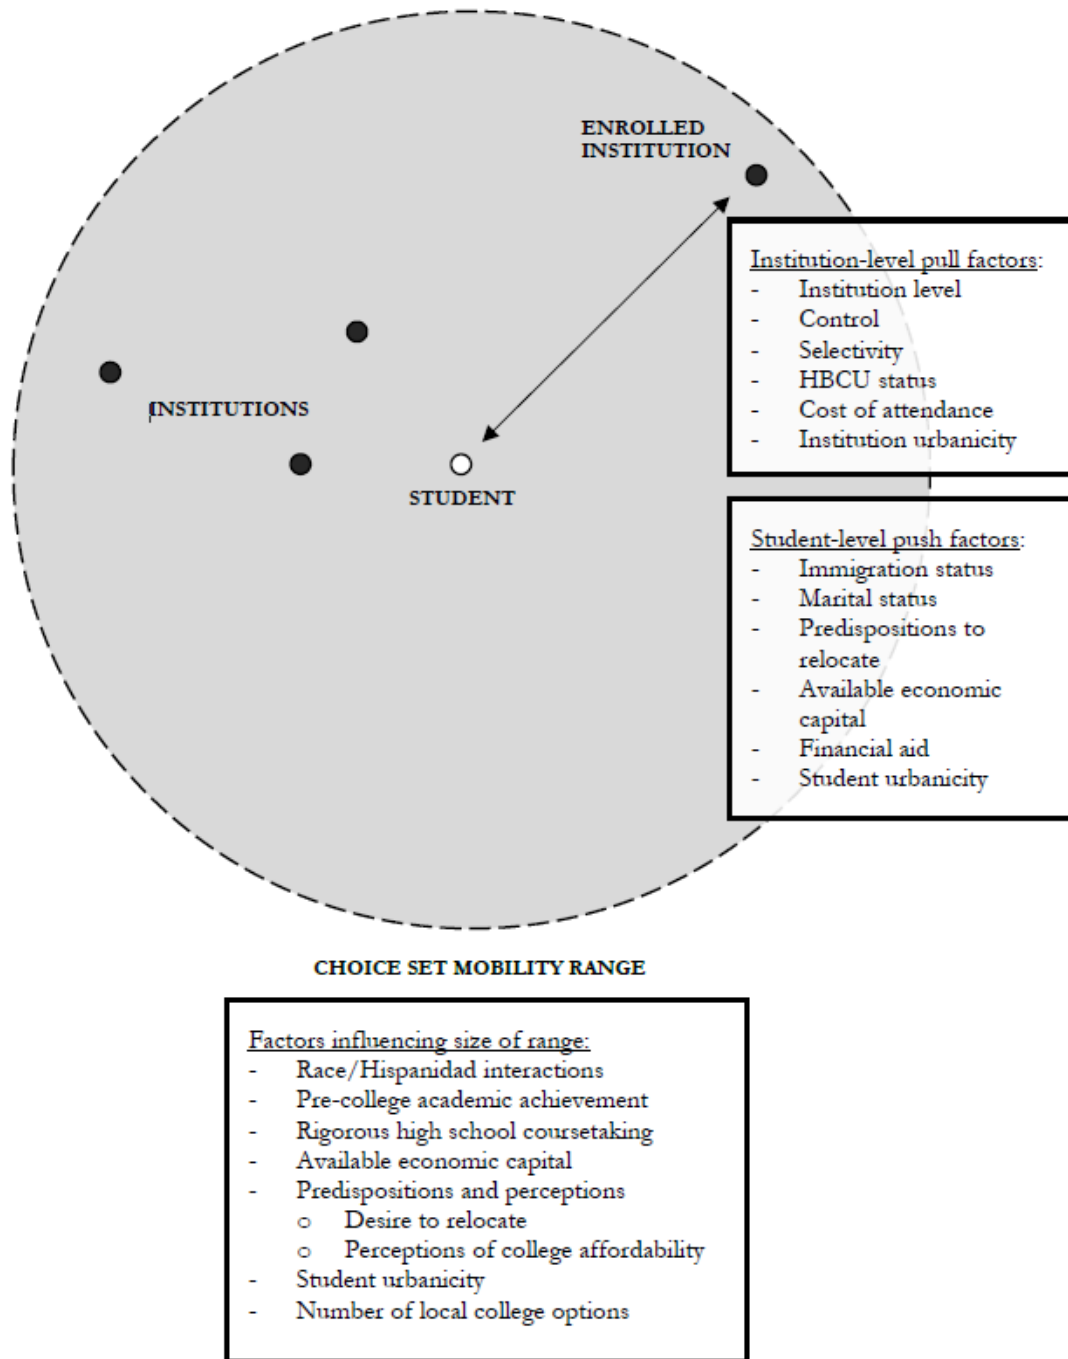 ENROLLED
INSTITUTION
Institution-level pull factors:
- Institution level
- Control
- Selectivity
- HBCU status
- Cost of attendance
- Institution urbanicity
INSTITUTIONS
STUDENT
Student-level push factors:
- Immigration status
- Marital status
- Predispositions to
relocate
- Available economic
capital
- Financial aid
- Student urbanicity
CHOICE SET MOBILITY RANGE
Factors influencing size of range:
- Race/Hispanidad interactions
- Pre-college academic achievement
- Rigorous high school coursetaking
- Available economic capital
- Predispositions and perceptions
o Desire to relocate
o Perceptions of college affordability
- Student urbanicity
- Number of local college options